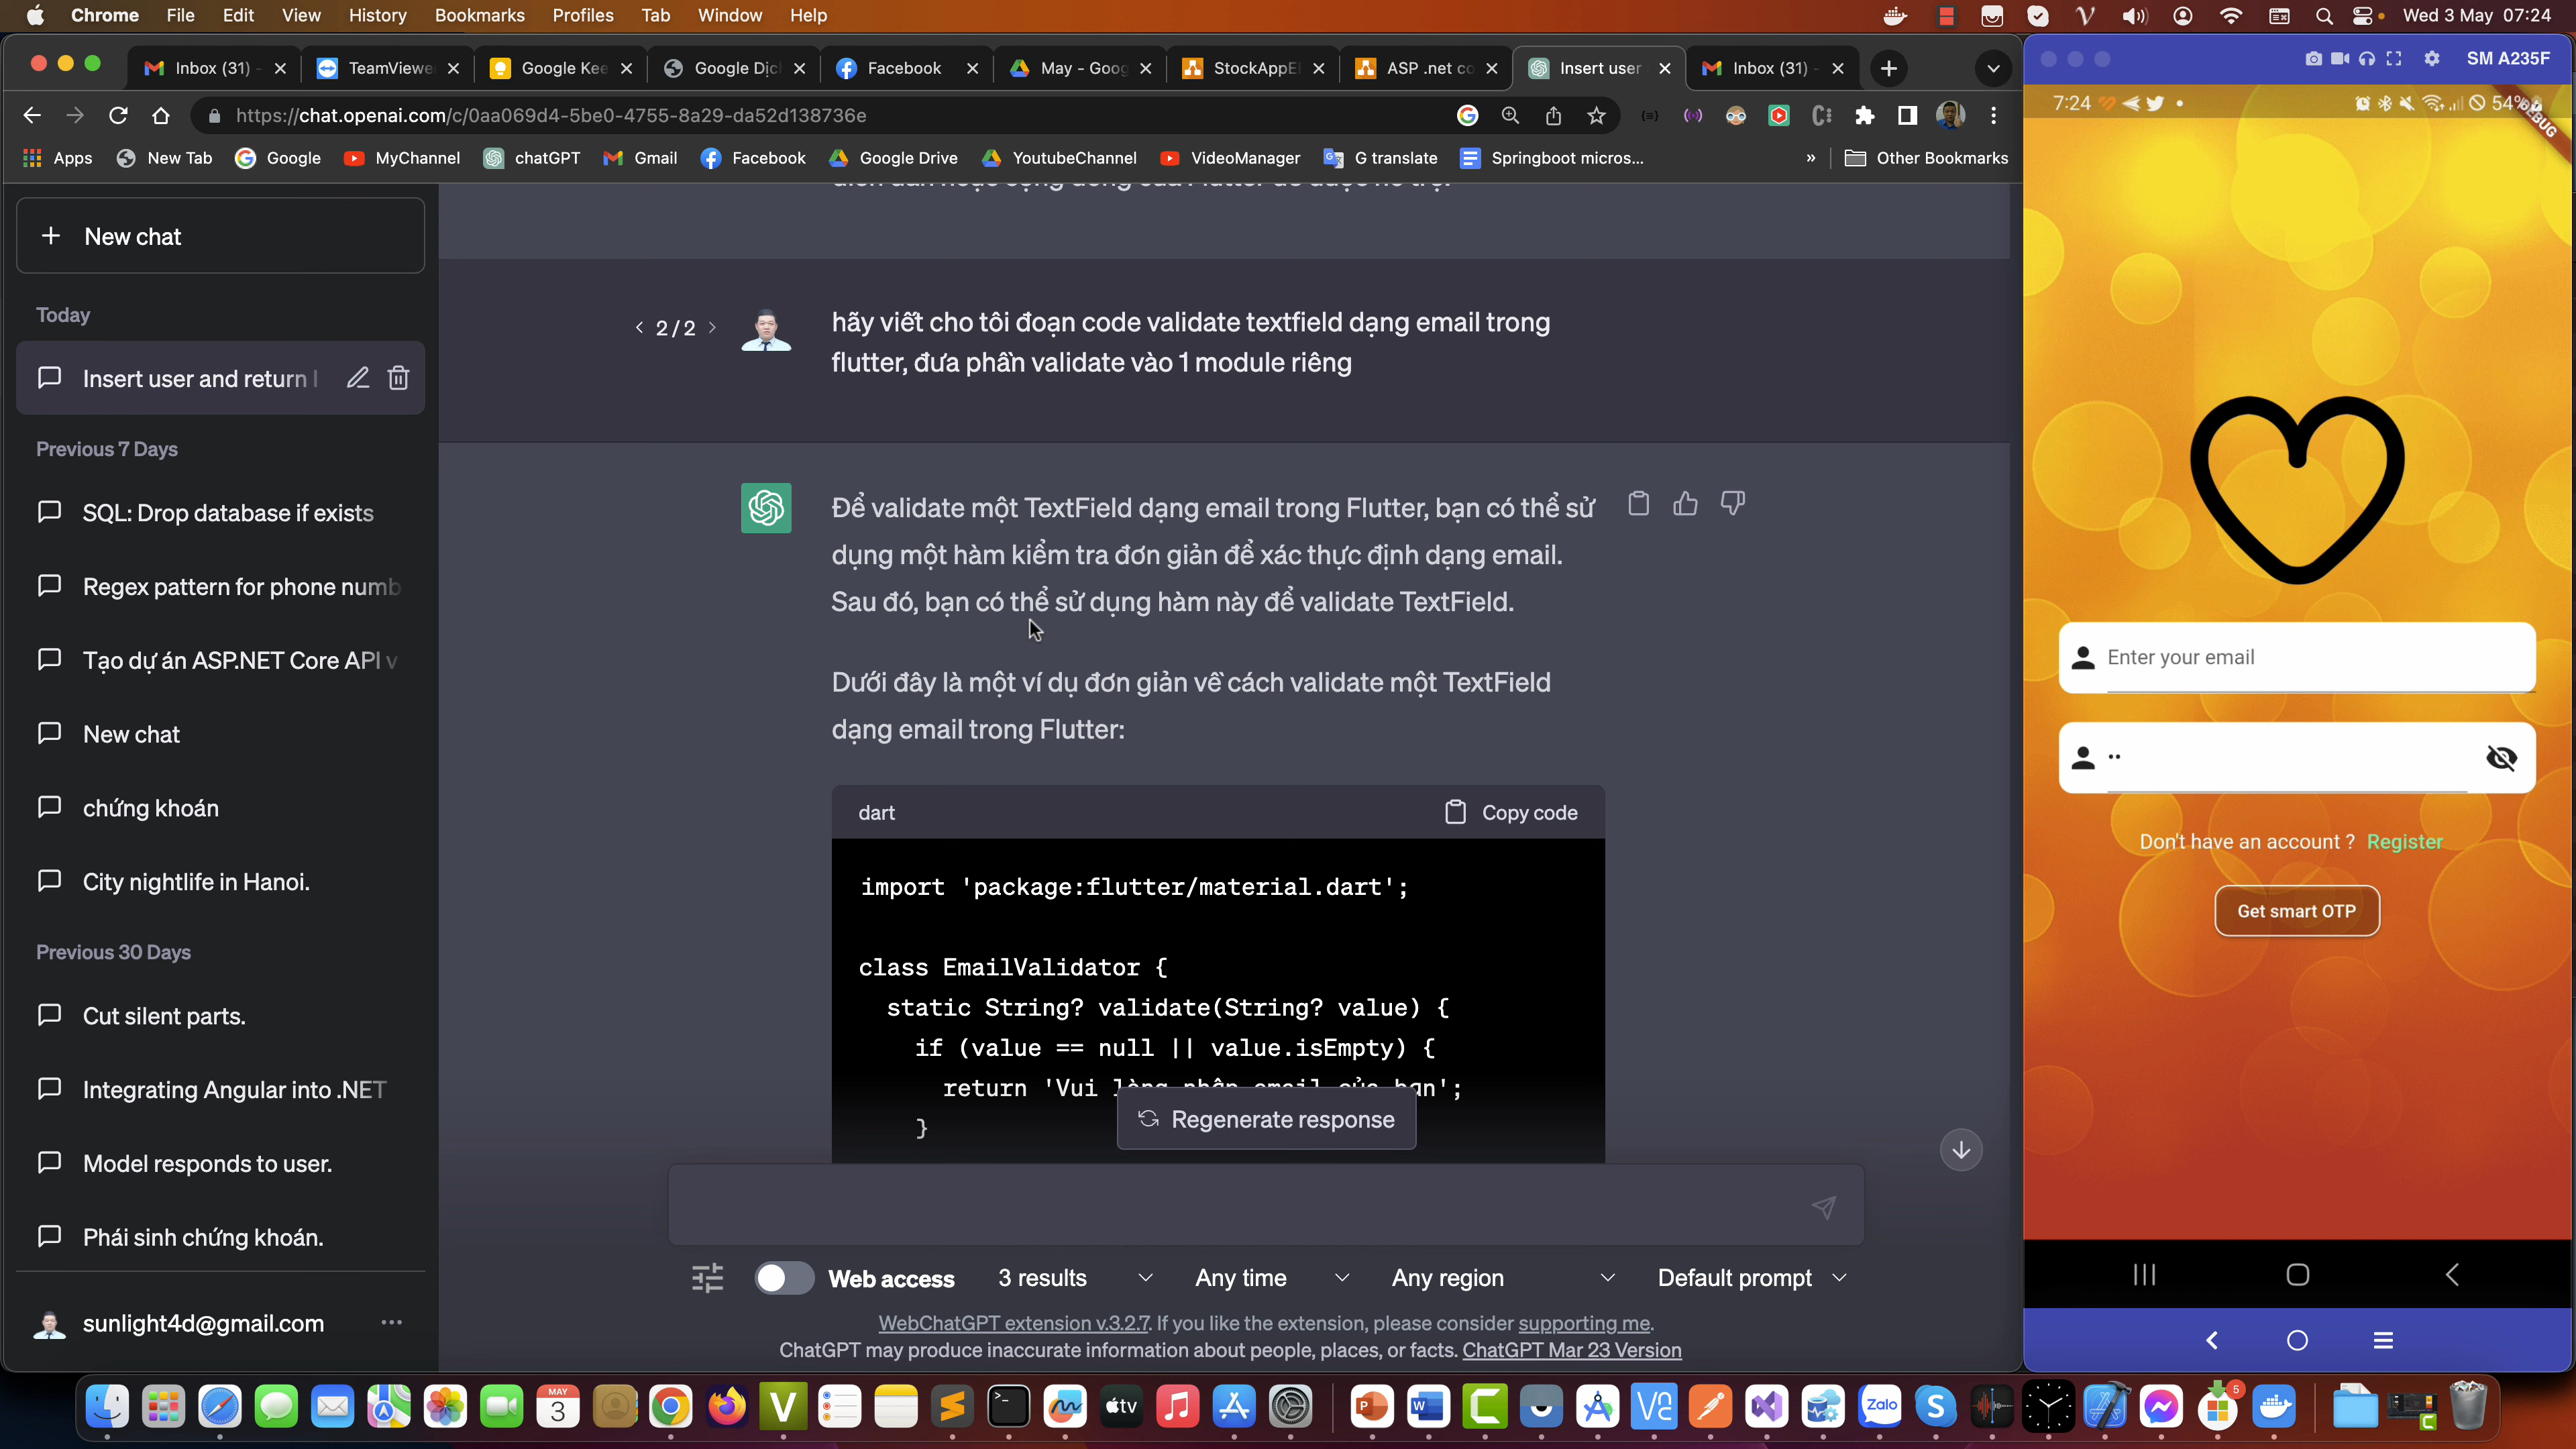 Chrome File Edit View History Bookmarks Profiles Tab Window Help
Wed 3 May 07:24
Inbox (31) -
TeamViewe
Google Kee
Google Dịc
Facebook
May - Goog
StockAppE
ASP .net co
Insert user
Inbox (31) -
SM A235F
https://chat.openai.com/c/0aa069d4-5be0-4755-8a29-da52d138736e
7:24
54%
Apps
New Tab
Google
MyChannel
chatGPT
Gmail
Facebook
Google Drive
YoutubeChannel
VideoManager
G translate
Springboot micros...
»
Other Bookmarks
New chat
Today
Insert user and return
Previous 7 Days
SQL: Drop database if exists
Regex pattern for phone numb
Tạo dự án ASP.NET Core API v
New chat
chứng khoán
City nightlife in Hanoi.
Previous 30 Days
Cut silent parts.
Integrating Angular into .NET
Model responds to user.
Phái sinh chứng khoán.
sunlight4d@gmail.com
< 2 / 2 >
hãy viết cho tôi đoạn code validate textfield dạng email trong
flutter, đưa phần validate vào 1 module riêng
Để validate một TextField dạng email trong Flutter, bạn có thể sử
dụng một hàm kiểm tra đơn giản để xác thực định dạng email.
Sau đó, bạn có thể sử dụng hàm này để validate TextField.
Dưới đây là một ví dụ đơn giản về cách validate một TextField
dạng email trong Flutter:
dart
Copy code
import 'package:flutter/material.dart';
class EmailValidator {
static String? validate(String? value) {
if (value == null || value.isEmpty) {
return 'Vui lòng nhập email của bạn';
}
Regenerate response
Web access
3 results
Any time
Any region
Default prompt
WebChatGPT extension v.3.2.7. If you like the extension, please consider supporting me.
ChatGPT may produce inaccurate information about people, places, or facts. ChatGPT Mar 23 Version
Enter your email
••
Don't have an account ? Register
Get smart OTP
MAY
3
tv
Zalo
5